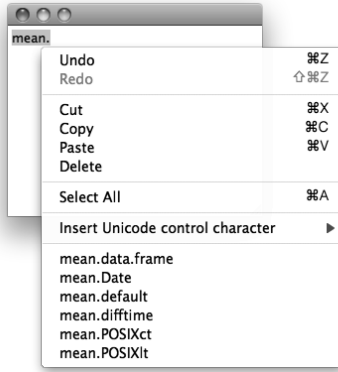 mean.
Undo ⌘Z
Redo ⇧⌘Z
Cut ⌘X
Copy ⌘C
Paste ⌘V
Delete
Select All ⌘A
Insert Unicode control character ▶
mean.data.frame
mean.Date
mean.default
mean.difftime
mean.POSIXct
mean.POSIXlt